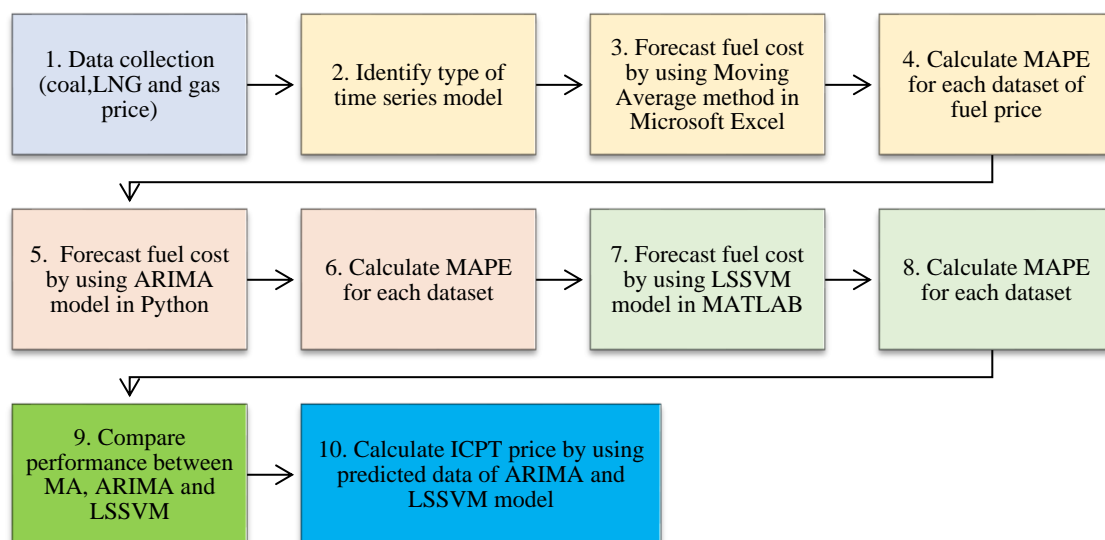 1. Data collection
(coal,LNG and gas
price)
2. Identify type of
time series model
3. Forecast fuel cost
by using Moving
Average method in
Microsoft Excel
4. Calculate MAPE
for each dataset of
fuel price
5. Forecast fuel cost
by using ARIMA
model in Python
6. Calculate MAPE
for each dataset
7. Forecast fuel cost
by using LSSVM
model in MATLAB
8. Calculate MAPE
for each dataset
9. Compare
performance between
MA, ARIMA and
LSSVM
10. Calculate ICPT price by using
predicted data of ARIMA and
LSSVM model